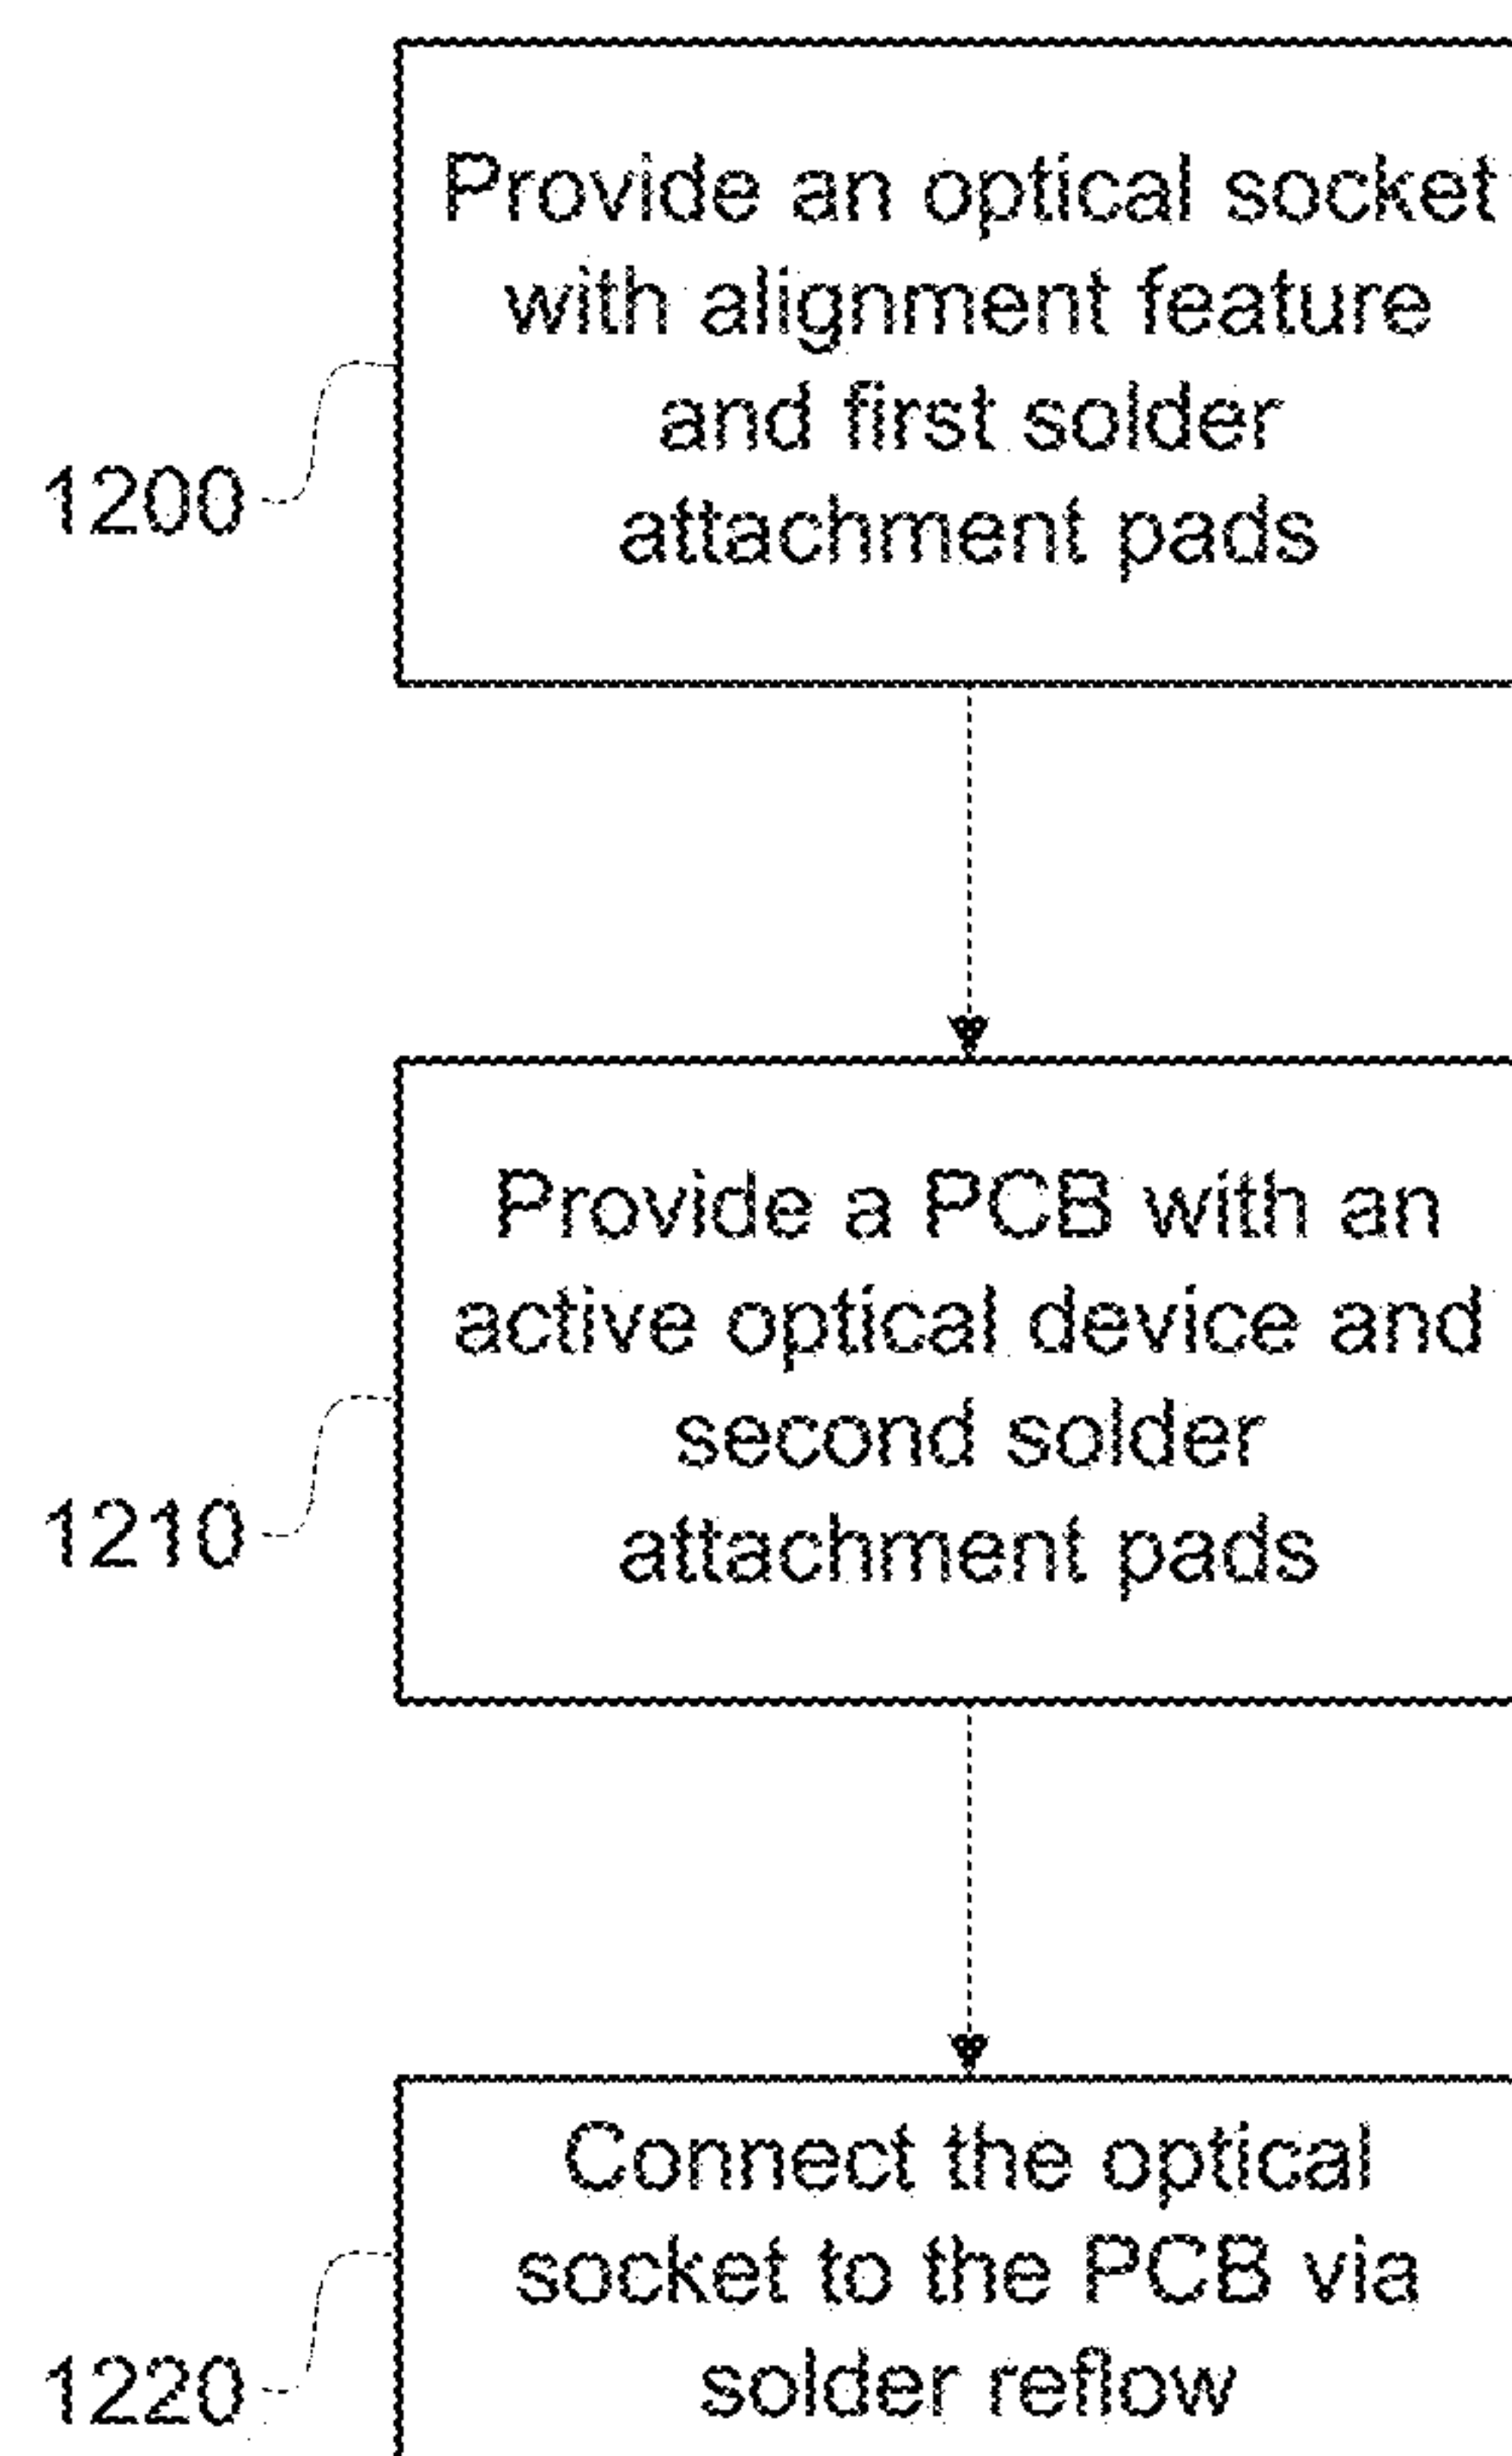 Provide an optical socket
with alignment feature
and first solder
attachment pads
1200
Provide a PCB with an
active optical device and
second solder
attachment pads
1210
Connect the optical
socket to the PCB via
solder reflow
1220